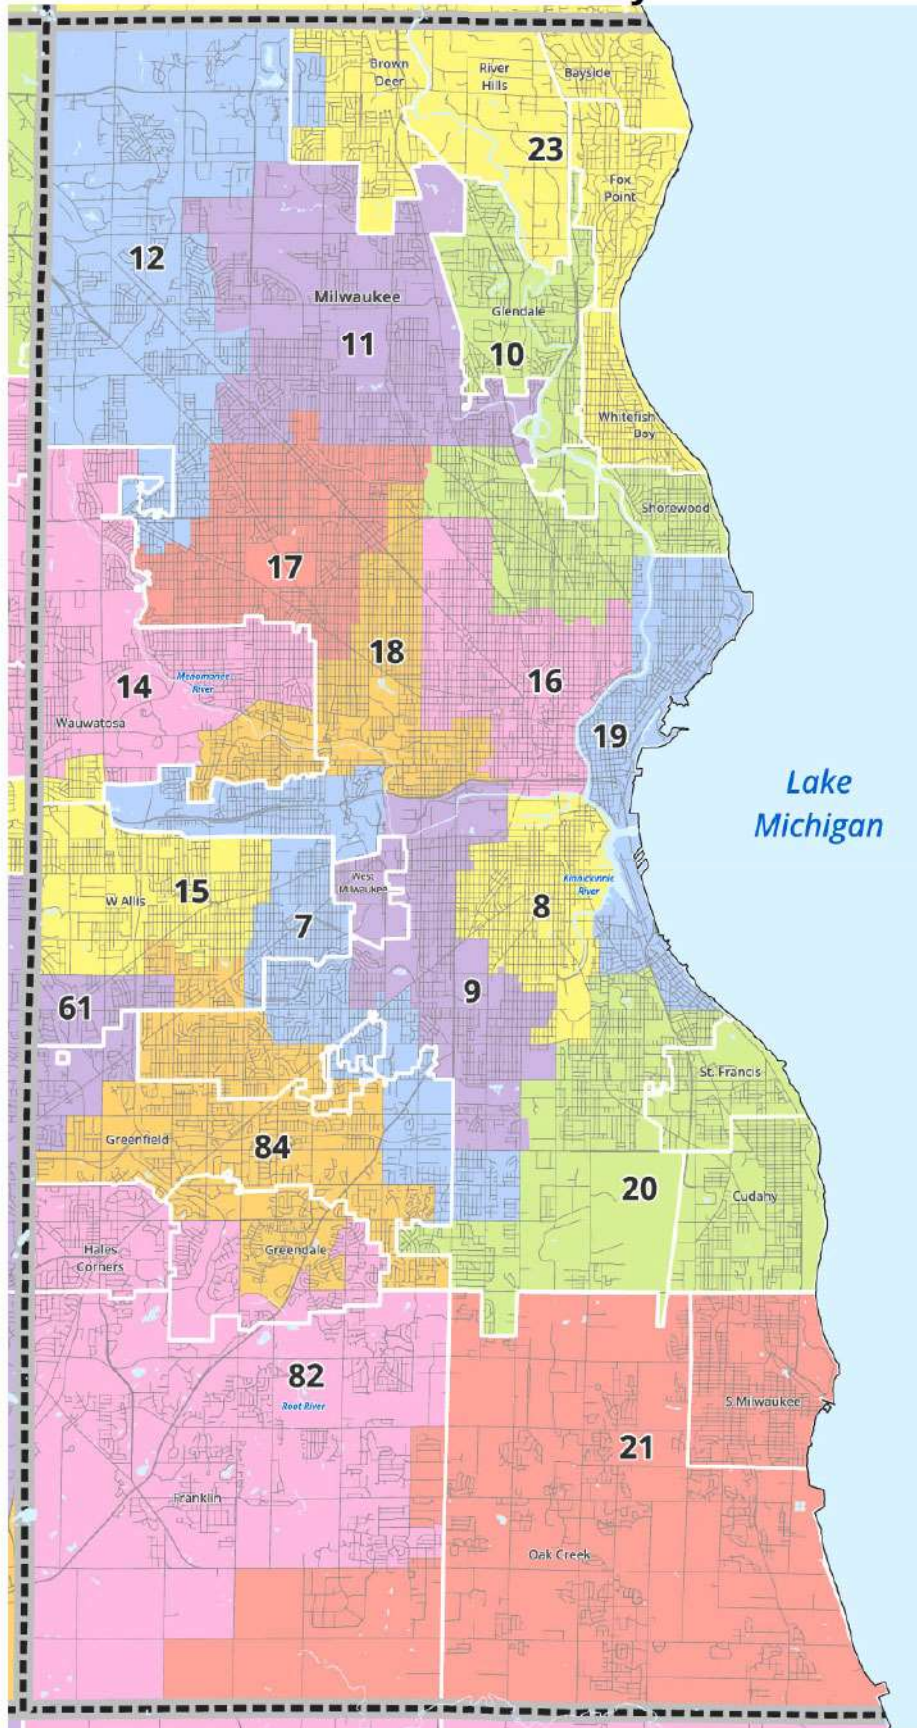 Brown
Deer
River
Hills
Bayside
23
Fox
Point
12
Milwaukee
Glendale
11
10
Whitefish
Bay
Shorewood
17
18
14
Menomonee
River
16
Wauwatosa
19
Lake
Michigan
West
Milwaukee
Kinnickinnic
River
15
W Allis
8
7
9
61
St. Francis
Greenfield
84
20
Cudahy
Hales
Corners
Greendale
82
Root River
S Milwaukee
21
Franklin
Oak Creek